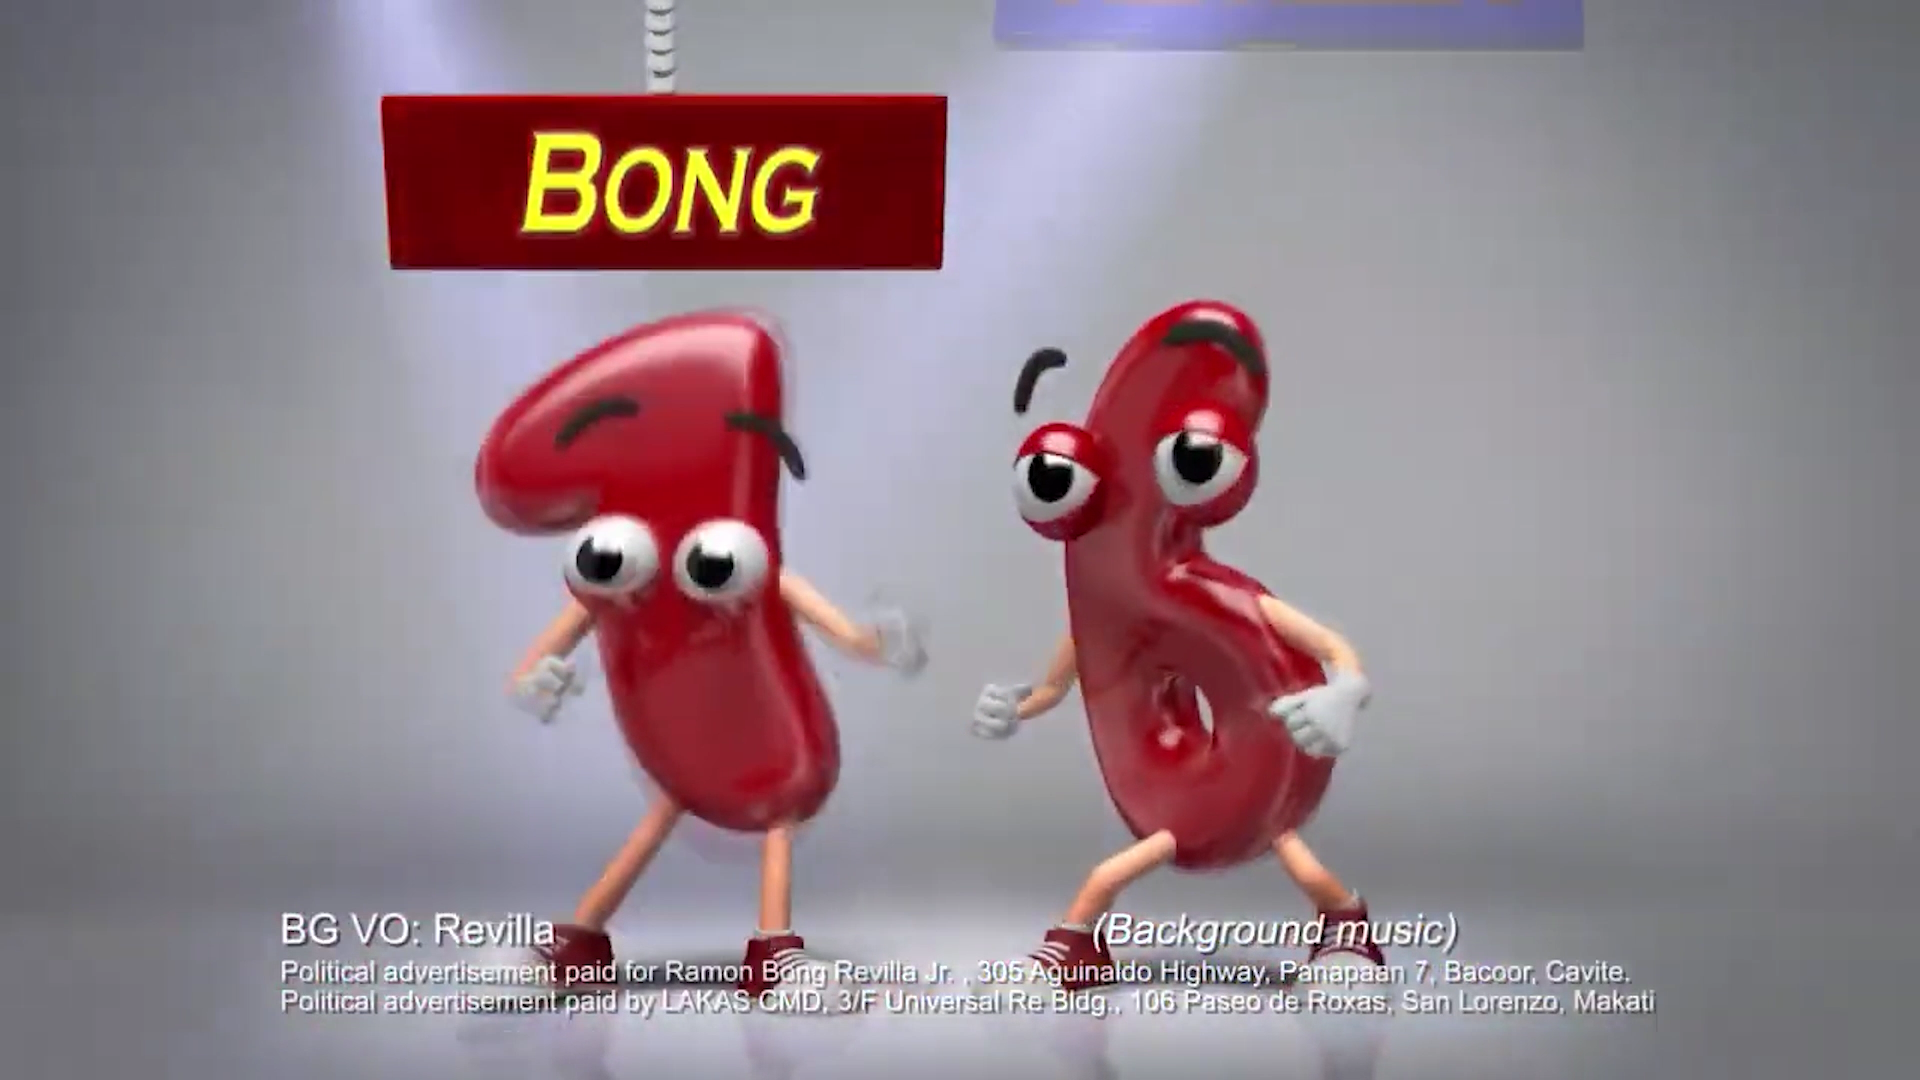 BONG
BG VO: Revilla
(Background music)
Political advertisement paid for Ramon Bong Revilla Jr. , 305 Aguinaldo Highway, Panapaan 7, Bacoor, Cavite.
Political advertisement paid by LAKAS CMD, 3/F Universal Re Bldg., 106 Paseo de Roxas, San Lorenzo, Makati